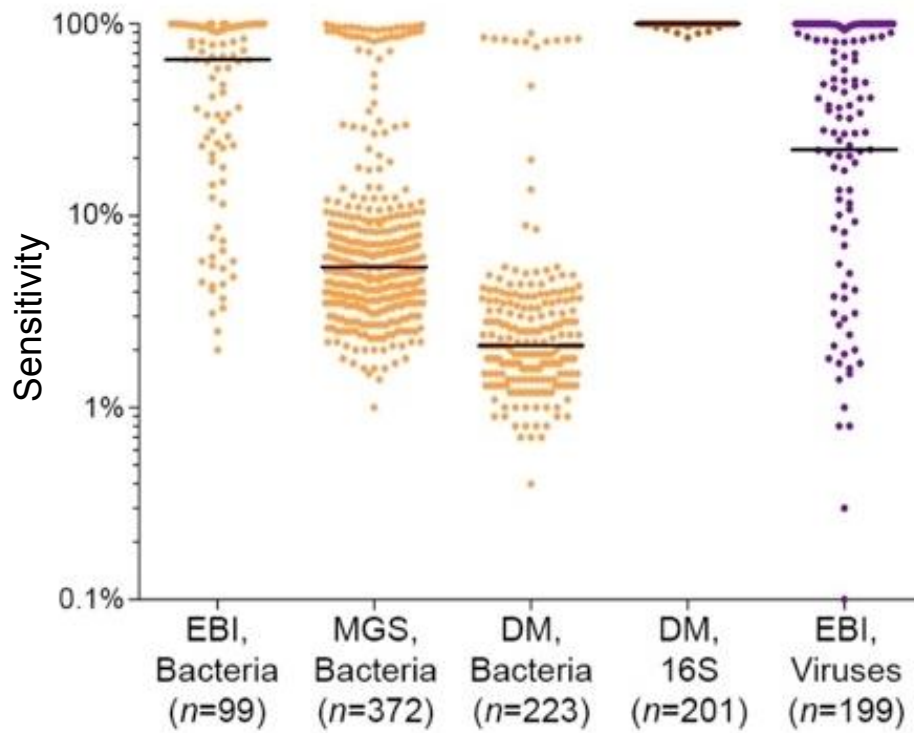 Sensitivity
100%
10%
1%
0.1%
EBI,
Bacteria
(n=99)
MGS,
Bacteria
(n=372)
DM,
Bacteria
(n=223)
DM,
16S
(n=201)
EBI,
Viruses
(n=199)